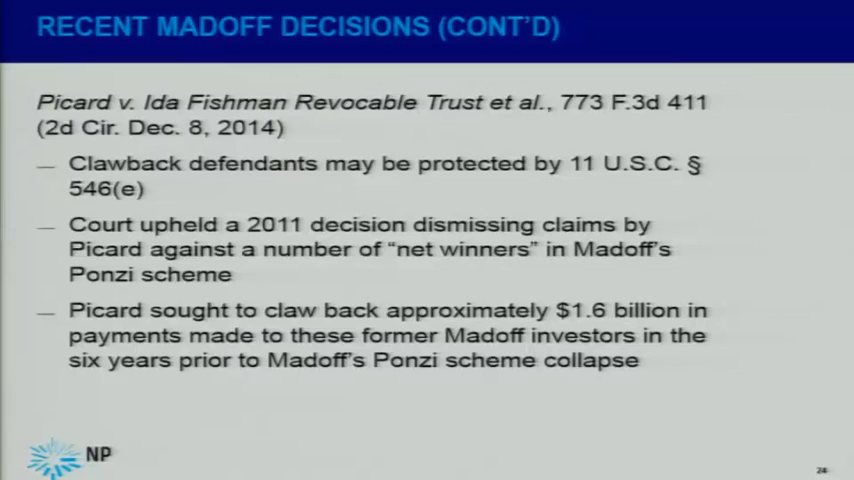 RECENT MADOFF DECISIONS (CONT'D)
Picard v. Ida Fishman Revocable Trust et al., 773 F.3d 411
(2d Cir. Dec. 8, 2014)
— Clawback defendants may be protected by 11 U.S.C. §
546(e)
— Court upheld a 2011 decision dismissing claims by
Picard against a number of “net winners” in Madoff's
Ponzi scheme
— Picard sought to claw back approximately $1.6 billion in
payments made to these former Madoff investors in the
six years prior to Madoff's Ponzi scheme collapse
NP
24